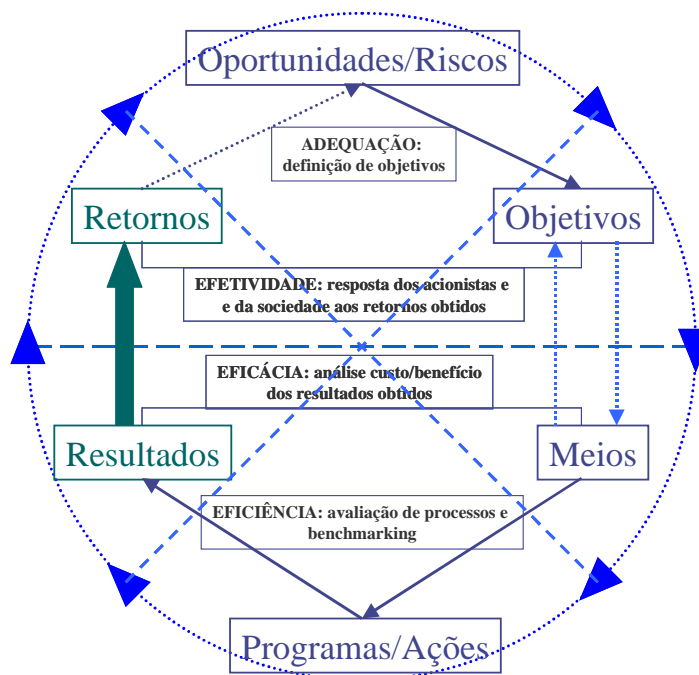 Oportunidades/Riscos
ADEQUAÇÃO:
definição de objetivos
Retornos
Objetivos
EFETIVIDADE: resposta dos acionistas e
e da sociedade aos retornos obtidos
EFICÁCIA: análise custo/benefício
dos resultados obtidos
Resultados
Meios
EFICIÊNCIA: avaliação de processos e
benchmarking
Programas/Ações